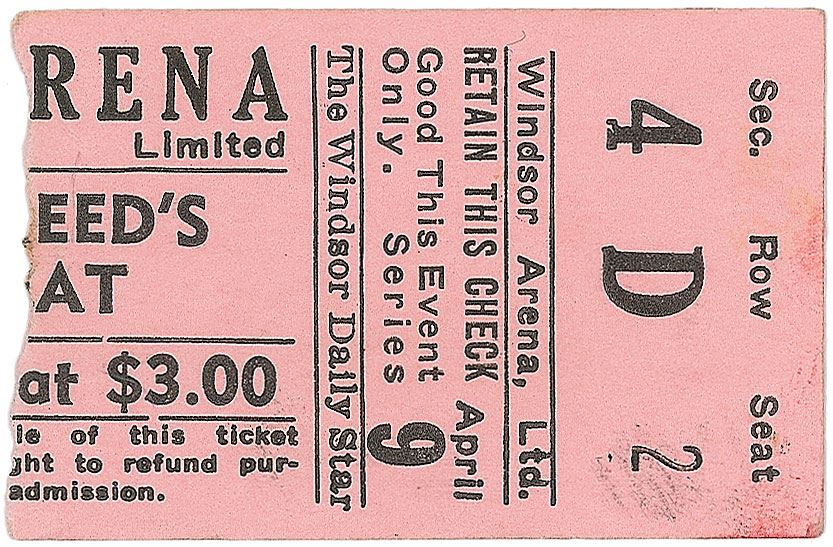 RENA
Limited
EED'S
AT
at $3.00
le of this ticket
ght to refund pur-
admission.
Sec. Row Seat
4 D 2
Windsor Arena, Ltd.
RETAIN THIS CHECK April
Good This Event
Only. Series 9
The Windsor Daily Star